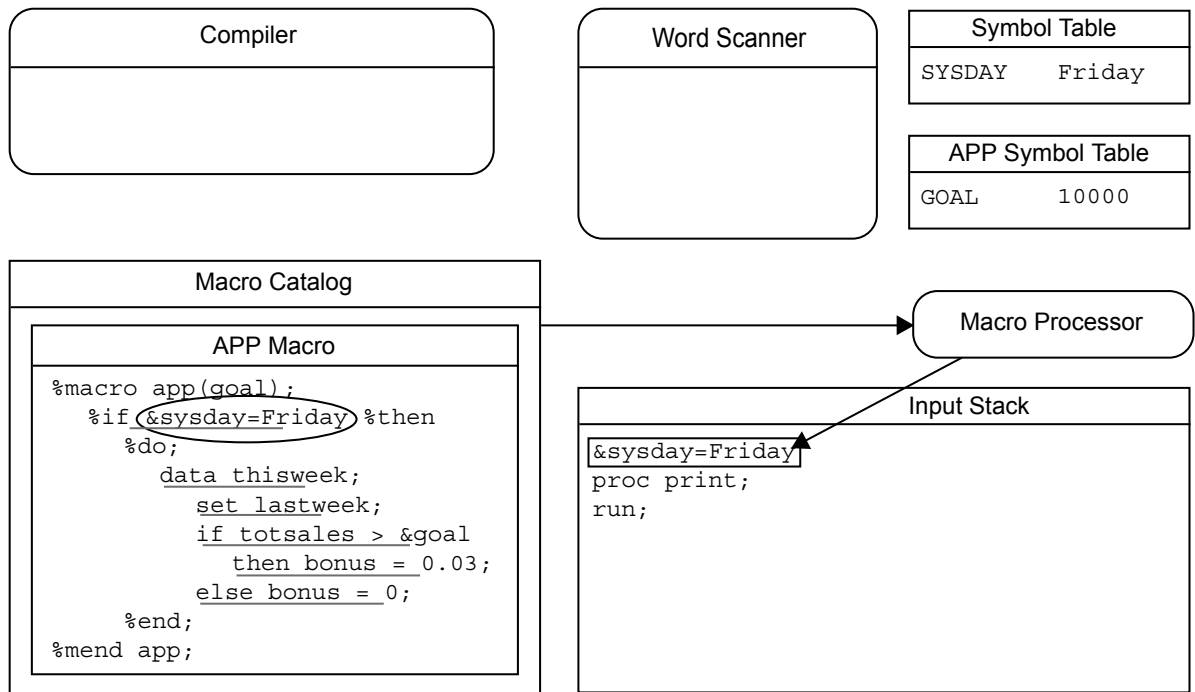 Compiler
Word Scanner
Symbol Table
SYSDAY Friday
APP Symbol Table
GOAL 10000
Macro Catalog
APP Macro
%macro app(goal);
%if &sysday=Friday %then
%do;
data thisweek;
set lastweek;
if totsales > &goal
then bonus = 0.03;
else bonus = 0;
%end;
%mend app;
Macro Processor
Input Stack
&sysday=Friday
proc print;
run;